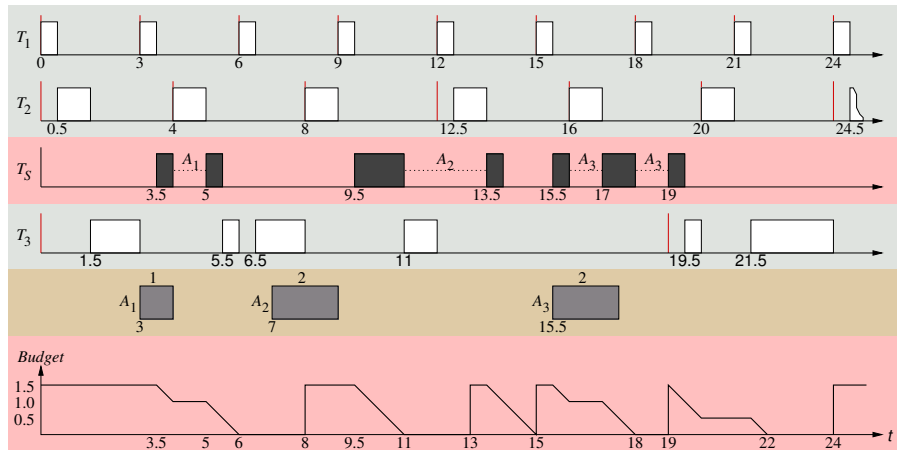 T1
0 3 6 9 12 15 18 21 24
T2
0.5 4 8 12.5 16 20 24.5
TS A1 A2 A3 A3
3.5 5 9.5 13.5 15.5 17 19
T3
1.5 5.5 6.5 11 19.5 21.5
1 2 2
A1 A2 A3
3 7 15.5
Budget
1.5
1.0
0.5
3.5 5 6 8 9.5 11 13 15 18 19 22 24 t